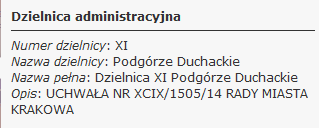 Dzielnica administracyjna
Numer dzielnicy: XI
Nazwa dzielnicy: Podgórze Duchackie
Nazwa pełna: Dzielnica XI Podgórze Duchackie
Opis: UCHWAŁA NR XCIX/1505/14 RADY MIASTA
KRAKOWA